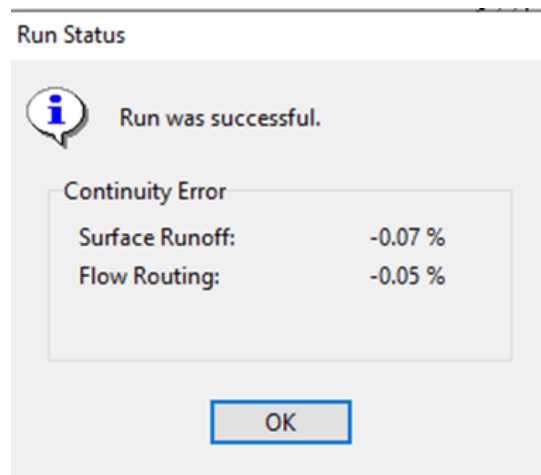 Run Status
Run was successful.
Continuity Error
Surface Runoff: -0.07 %
Flow Routing: -0.05 %
OK